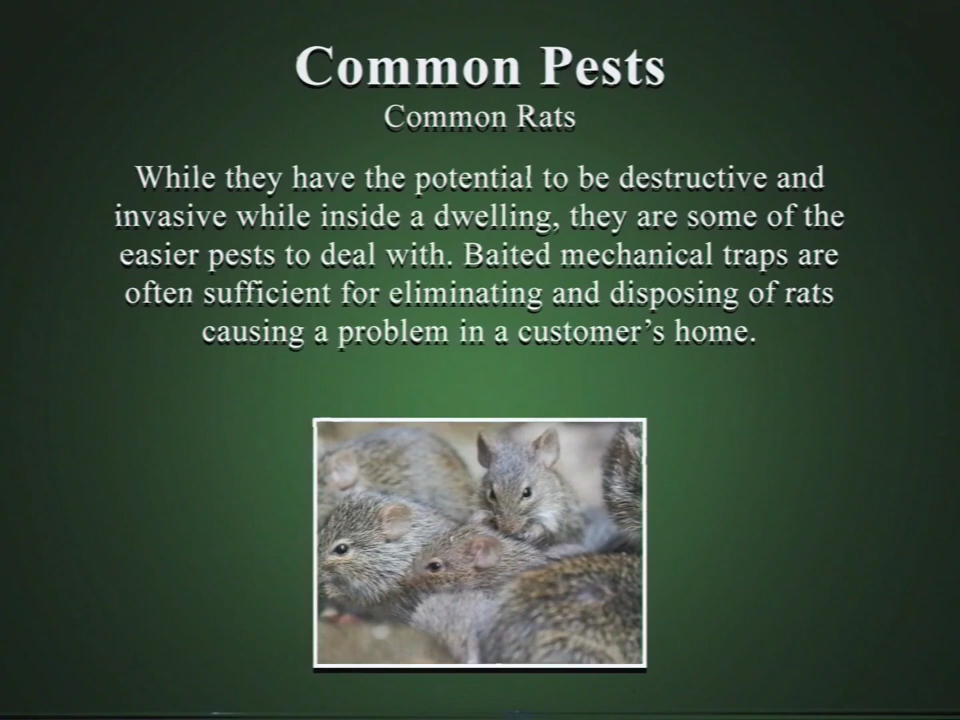 Common Pests
Common Rats
While they have the potential to be destructive and
invasive while inside a dwelling, they are some of the
easier pests to deal with. Baited mechanical traps are
often sufficient for eliminating and disposing of rats
causing a problem in a customer’s home.